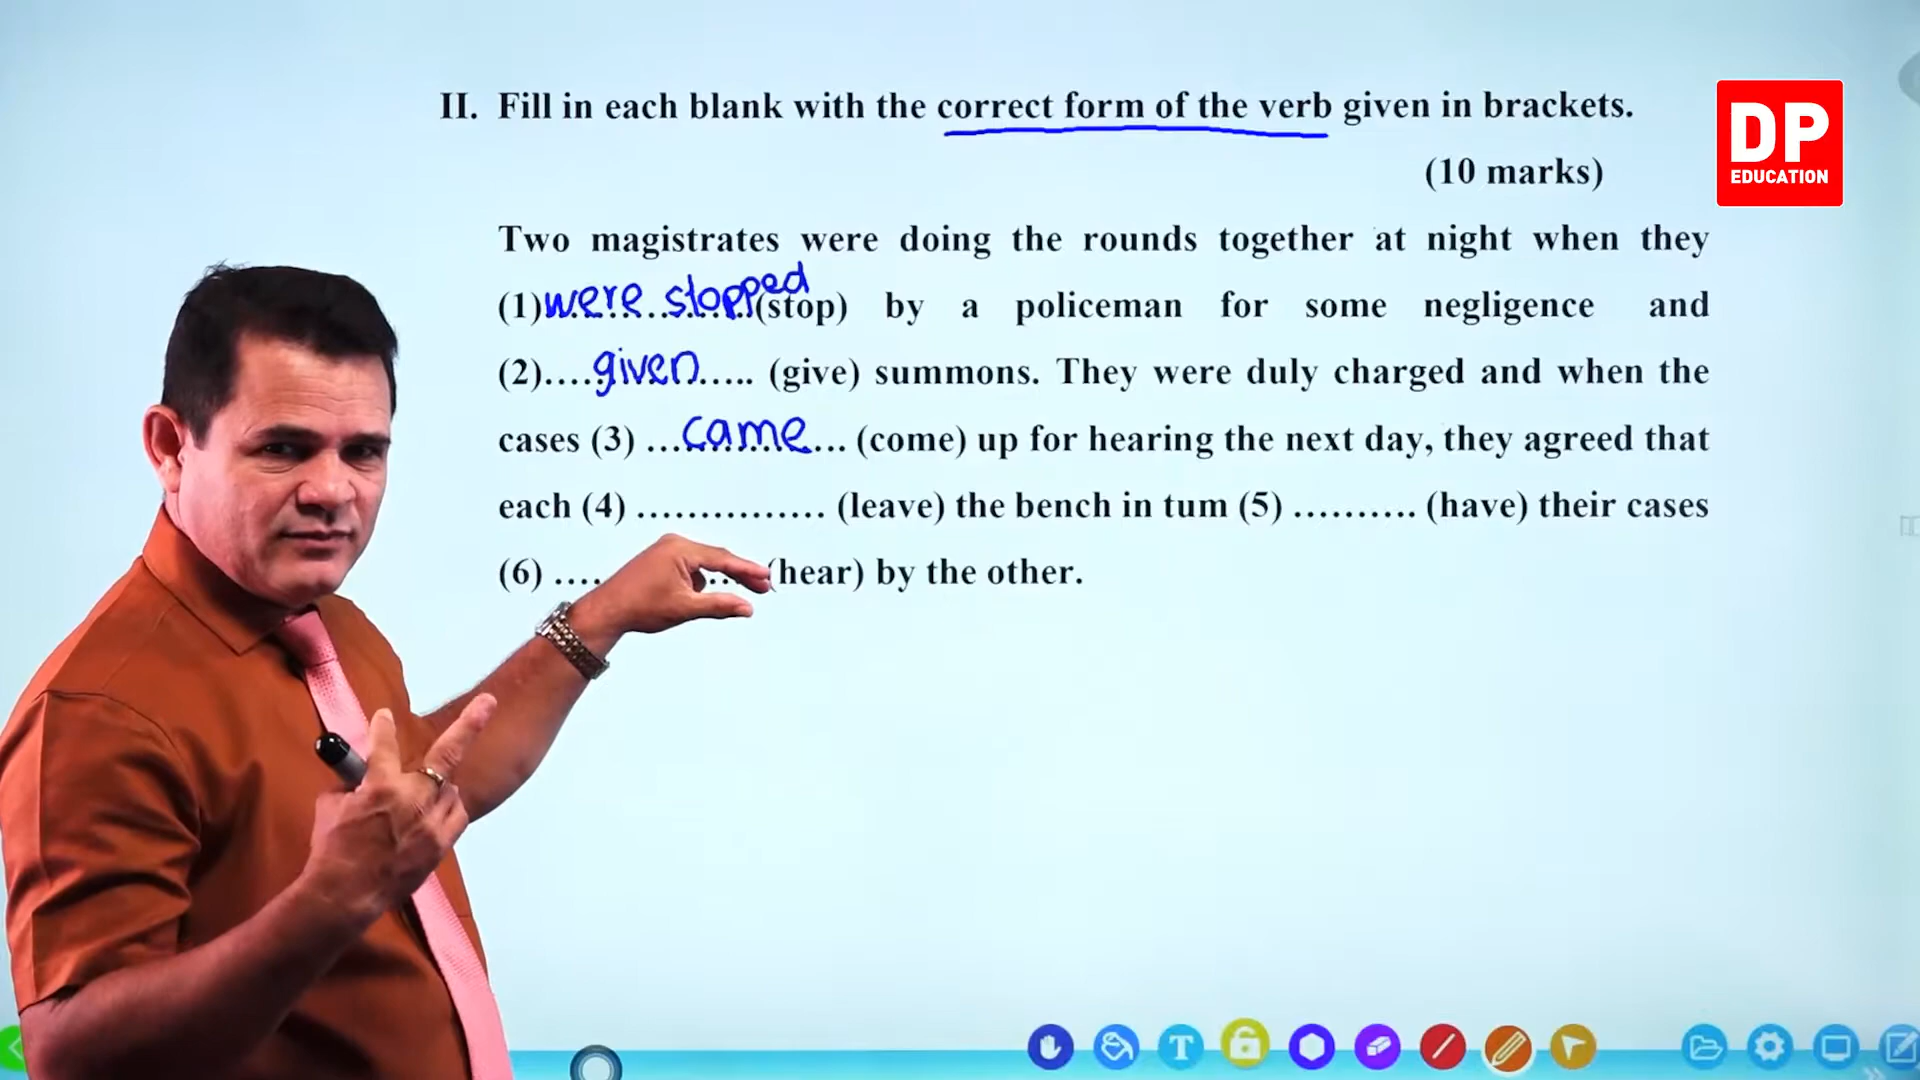 II. Fill in each blank with the correct form of the verb given in brackets.
(10 marks)
DP
EDUCATION
Two magistrates were doing the rounds together at night when they
(1)were stopped(stop) by a policeman for some negligence and
(2)....given..... (give) summons. They were duly charged and when the
cases (3) ...came... (come) up for hearing the next day, they agreed that
each (4) ............... (leave) the bench in tum (5) .......... (have) their cases
(6) .... .. (hear) by the other.
T